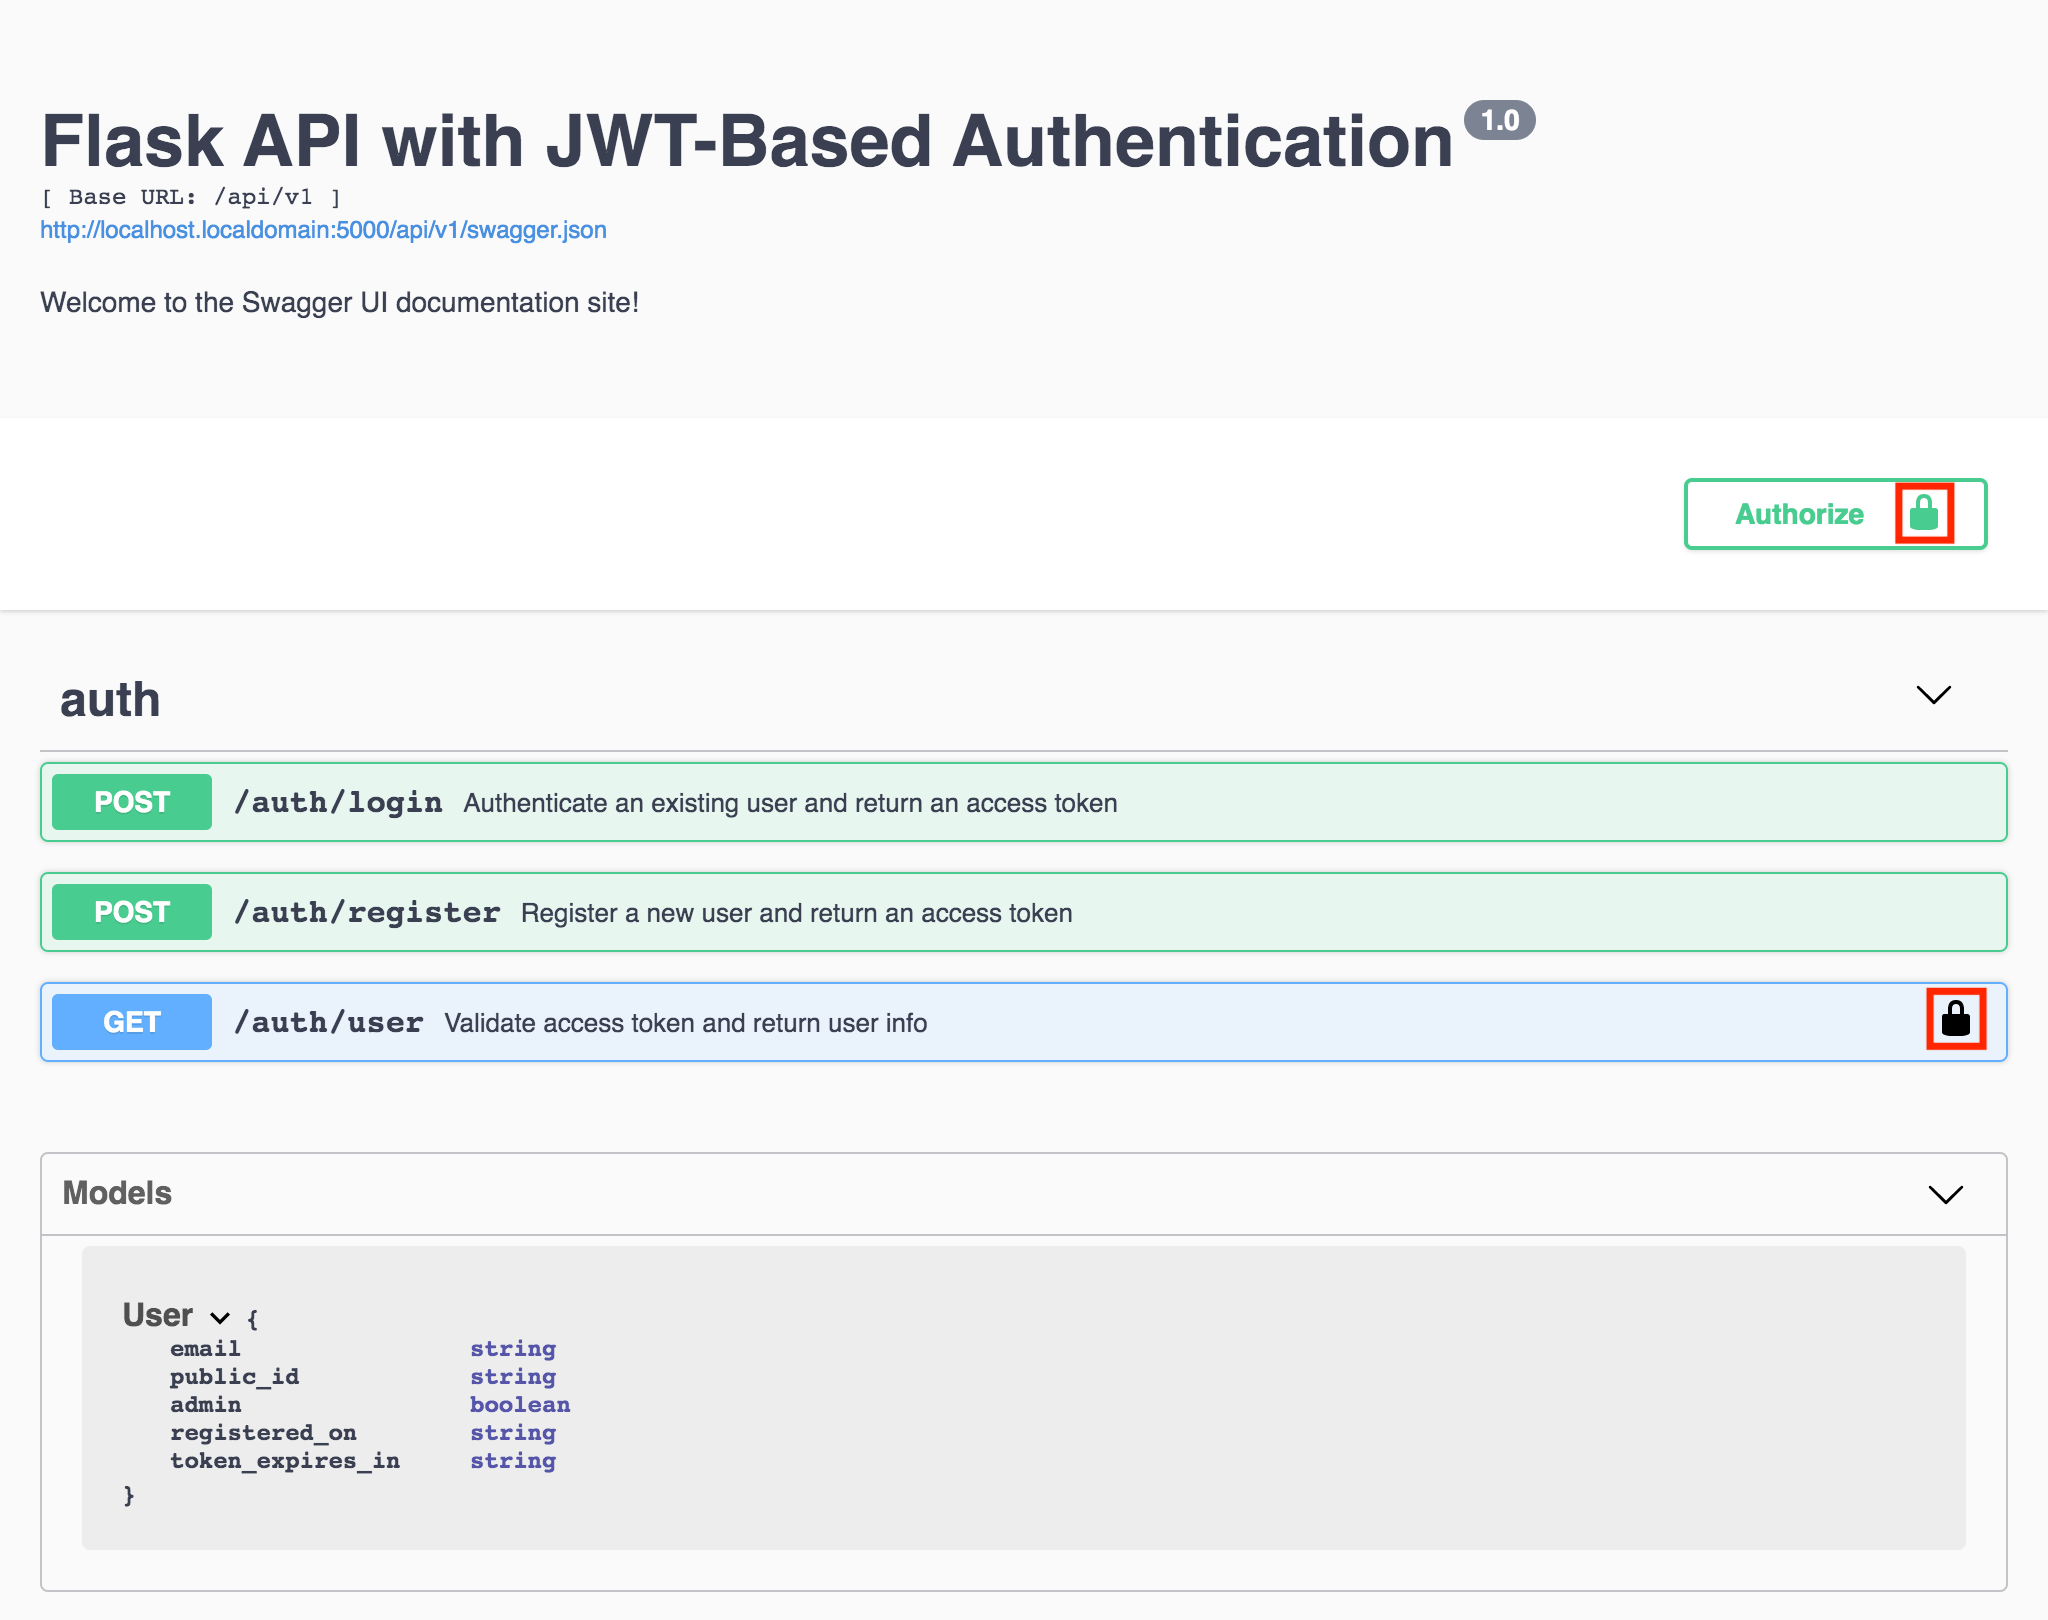 Flask API with JWT-Based Authentication 1.0
[ Base URL: /api/v1 ]
http://localhost.localdomain:5000/api/v1/swagger.json
Welcome to the Swagger UI documentation site!
Authorize
auth
POST /auth/login Authenticate an existing user and return an access token
POST /auth/register Register a new user and return an access token
GET /auth/user Validate access token and return user info
Models
User {
email string
public_id string
admin boolean
registered_on string
token_expires_in string
}